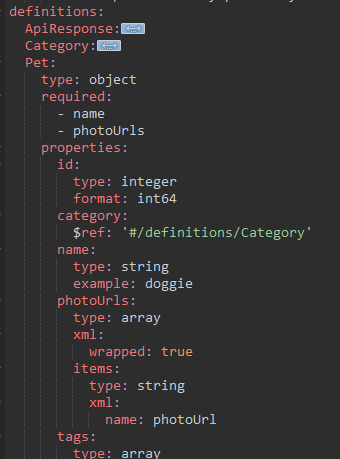 definitions:
  ApiResponse:
  Category:
  Pet:
    type: object
    required:
      - name
      - photoUrls
    properties:
      id:
        type: integer
        format: int64
      category:
        $ref: '#/definitions/Category'
      name:
        type: string
        example: doggie
      photoUrls:
        type: array
        xml:
          wrapped: true
        items:
          type: string
          xml:
            name: photoUrl
      tags:
        type: array